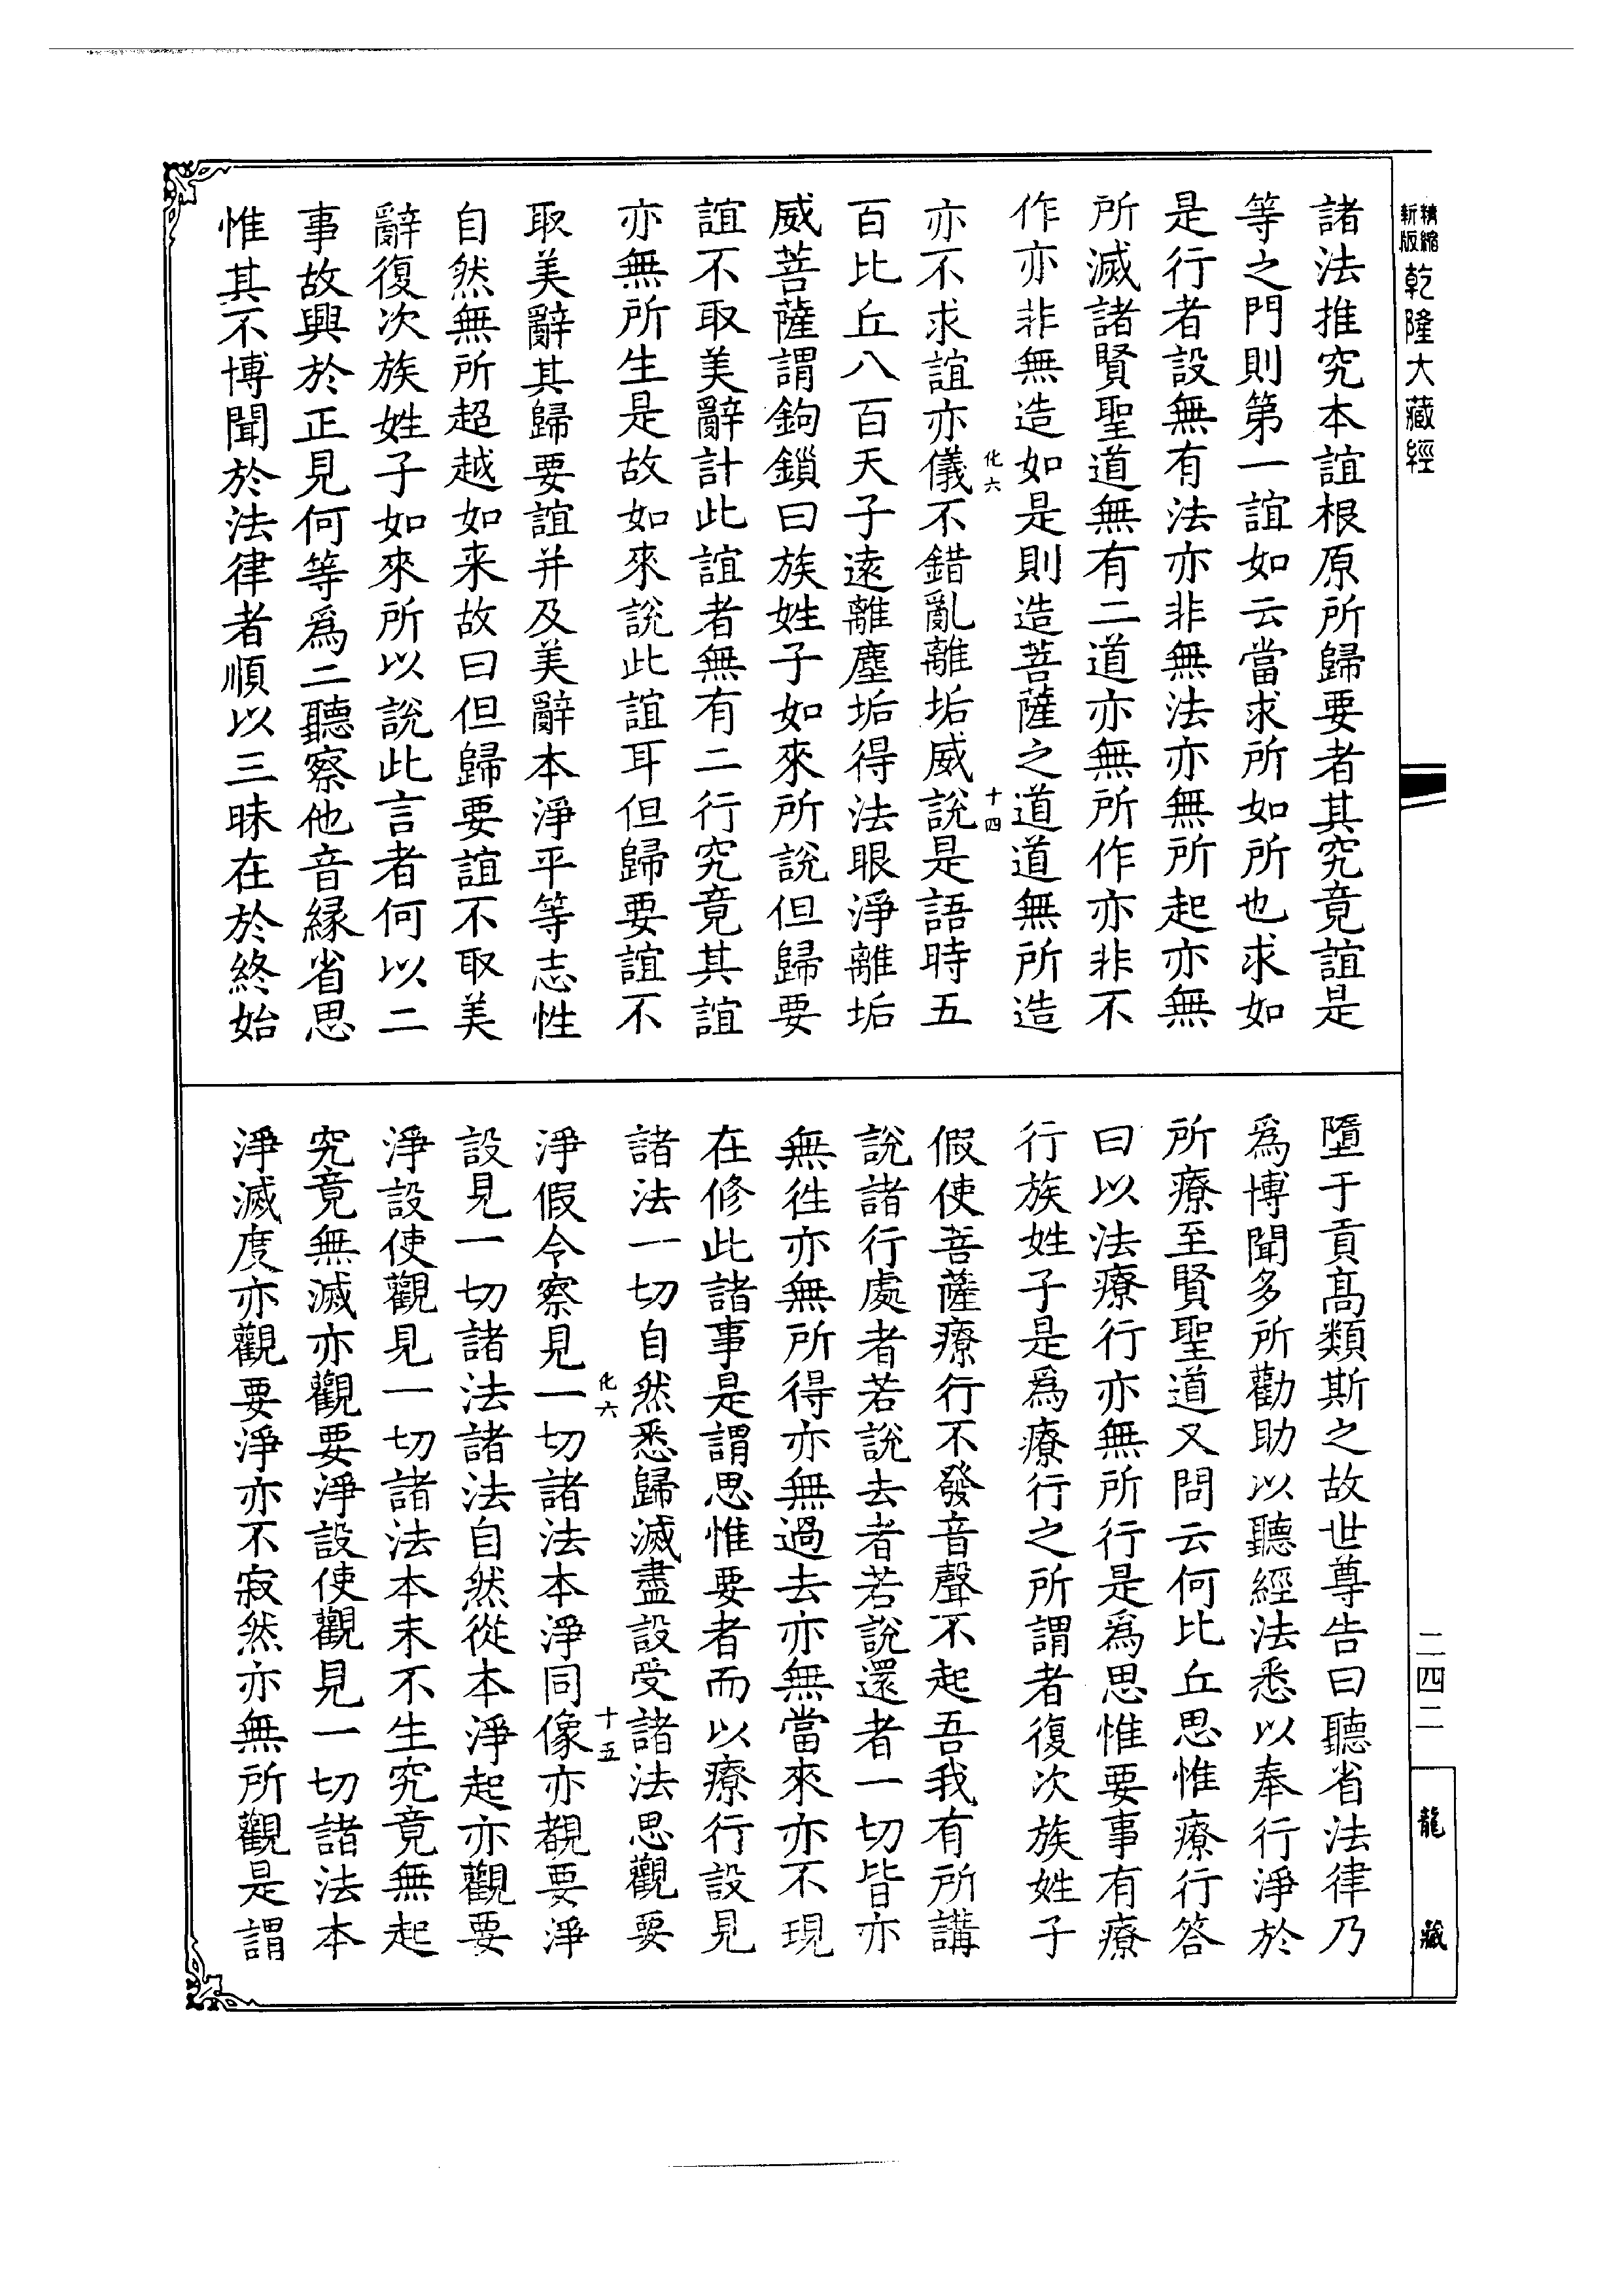 精縮新版 乾隆大藏經
諸法推究本誼根原所歸要者其究竟誼是
等之門則第一誼如云當求所如所也求如
是行者設無有法亦非無法亦無所起亦無
所滅諸賢聖道無有二道亦無所作亦非不
作亦非無造如是則造菩薩之道道無所造
化六 十四
亦不求誼亦儀不錯亂離垢威說是語時五
百比丘八百天子遠離塵垢得法眼淨離垢
威菩薩謂鉤鎖曰族姓子如來所說但歸要
誼不取美辭計此誼者無有二行究竟其誼
亦無所生是故如來說此誼耳但歸要誼不
取美辭其歸要誼并及美辭本淨平等志性
自然無所超越如来故曰但歸要誼不取美
辭復次族姓子如來所以說此言者何以二
事故興於正見何等爲二聽察他音緣省思
惟其不博聞於法律者順以三昧在於終始
墮于貢高類斯之故世尊告曰聽省法律乃
爲博聞多所勸助以聽經法悉以奉行淨於
所療至賢聖道又問云何比丘思惟療行答
曰以法療行亦無所行是爲思惟要事有療
行族姓子是爲療行之所謂者復次族姓子
假使菩薩療行不發音聲不起吾我有所講
說諸行處者若說去者若說還者一切皆亦
無徃亦無所得亦無過去亦無當來亦不現
在修此諸事是謂思惟要者而以療行設見
諸法一切自然悉歸滅盡設受諸法思觀要
化六 十五
淨假令察見一切諸法本淨同像亦覩要淨
設見一切諸法諸法自然從本淨起亦觀要
淨設使觀見一切諸法本末不生究竟無起
究竟無滅亦觀要淨設使觀見一切諸法本
淨滅度亦觀要淨亦不寂然亦無所觀是謂
二四二
龍藏